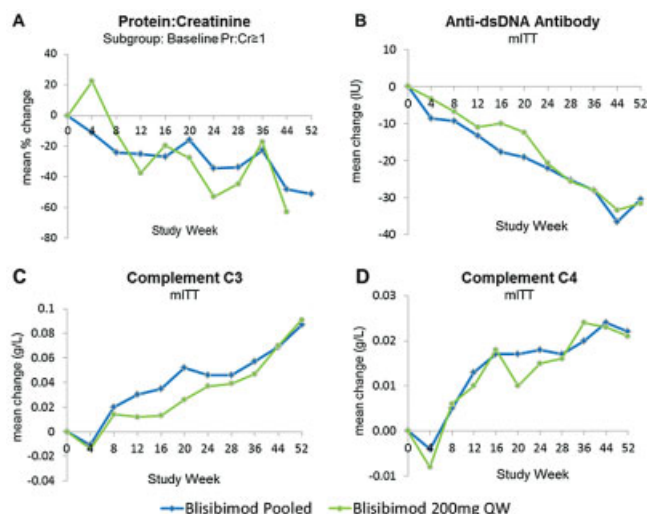 A
Protein:Creatinine
Subgroup: Baseline Pr:Cr≥1
mean % change
40
20
0
-20
-40
-60
-80
0 4 8 12 16 20 24 28 36 44 52
Study Week
B
Anti-dsDNA Antibody
mITT
mean change (IU)
0
-10
-20
-30
-40
0 4 8 12 16 20 24 28 36 44 52
Study Week
C
Complement C3
mITT
mean change (g/L)
0.1
0.08
0.06
0.04
0.02
0
-0.02
-0.04
0 4 8 12 16 20 24 28 36 44 52
Study Week
D
Complement C4
mITT
mean change (g/L)
0.03
0.02
0.01
0.00
-0.01
0 4 8 12 16 20 24 28 36 44 52
Study Week
Blisibimod Pooled Blisibimod 200mg QW